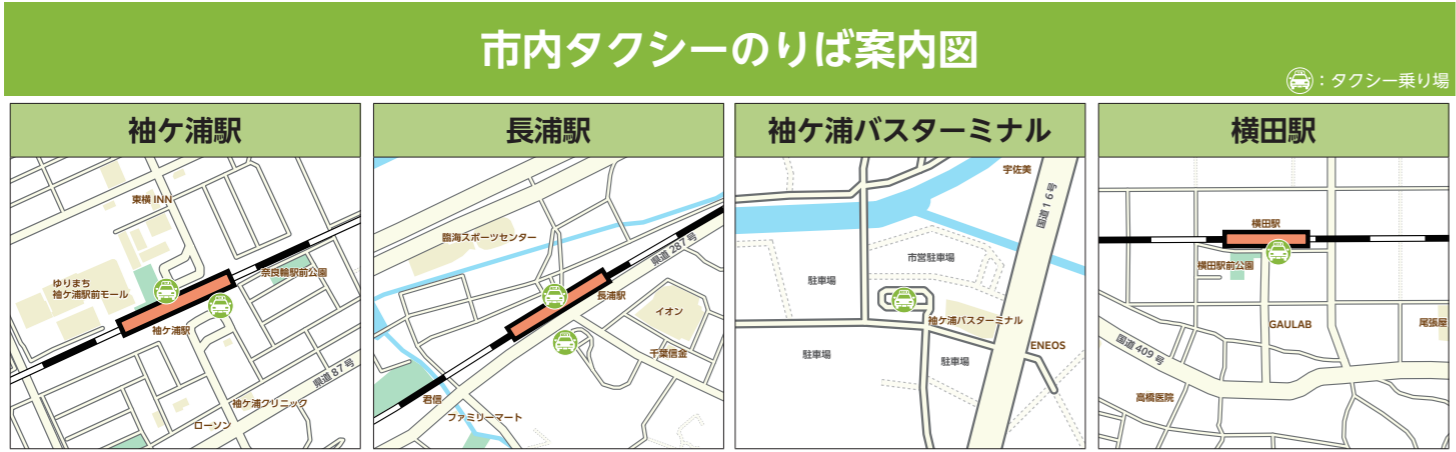 市内タクシーのりば案内図
：タクシー乗り場
袖ケ浦駅
東横 INN
ゆりまち
袖ケ浦駅前モール
奈良輪駅前公園
袖ケ浦駅
県道 87 号
袖ケ浦クリニック
ローソン
長浦駅
臨海スポーツセンター
県道 287 号
長浦駅
イオン
千葉信金
君信
ファミリーマート
袖ケ浦バスターミナル
宇佐美
国道 1 6 号
市営駐車場
駐車場
袖ケ浦バスターミナル
ENEOS
駐車場
駐車場
横田駅
横田駅
横田駅前公園
GAULAB
尾張屋
国道 409 号
高橋医院